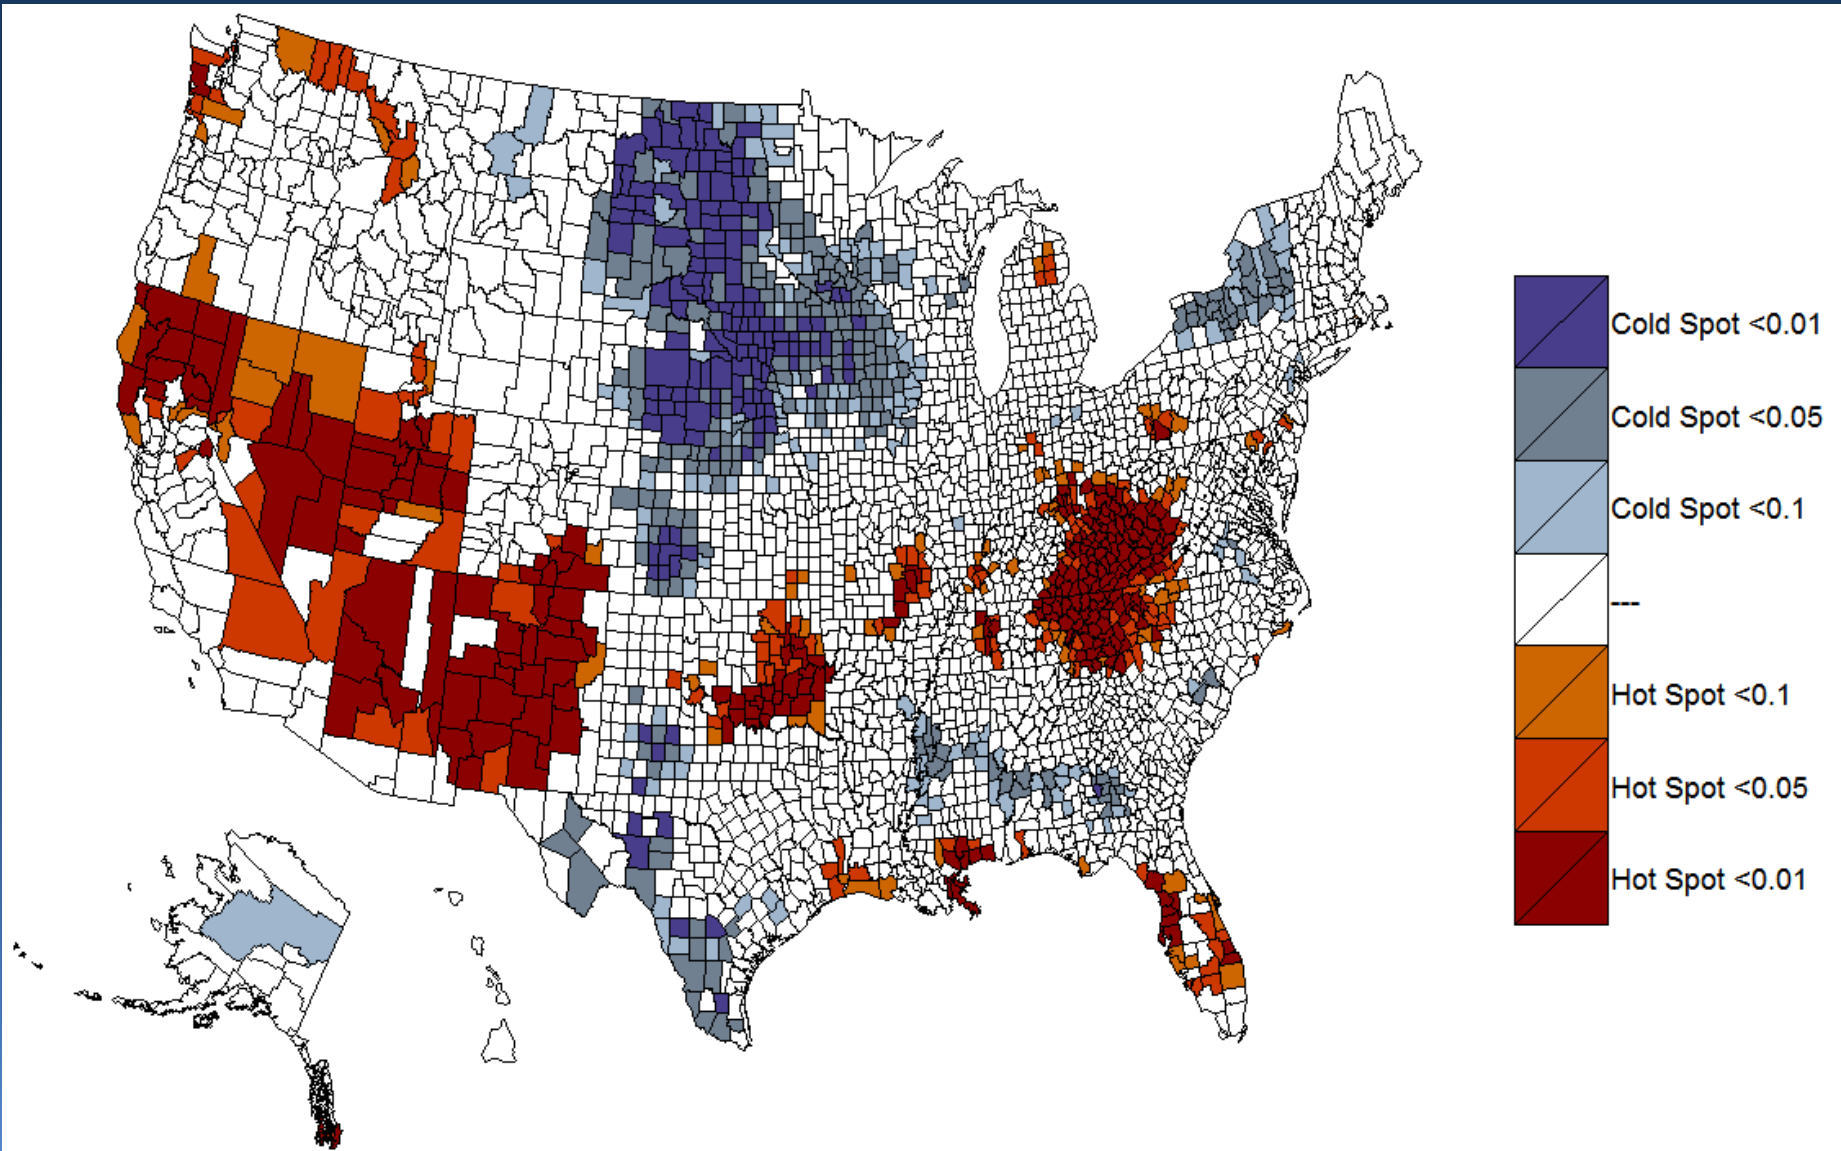 Cold Spot <0.01
Cold Spot <0.05
Cold Spot <0.1
---
Hot Spot <0.1
Hot Spot <0.05
Hot Spot <0.01